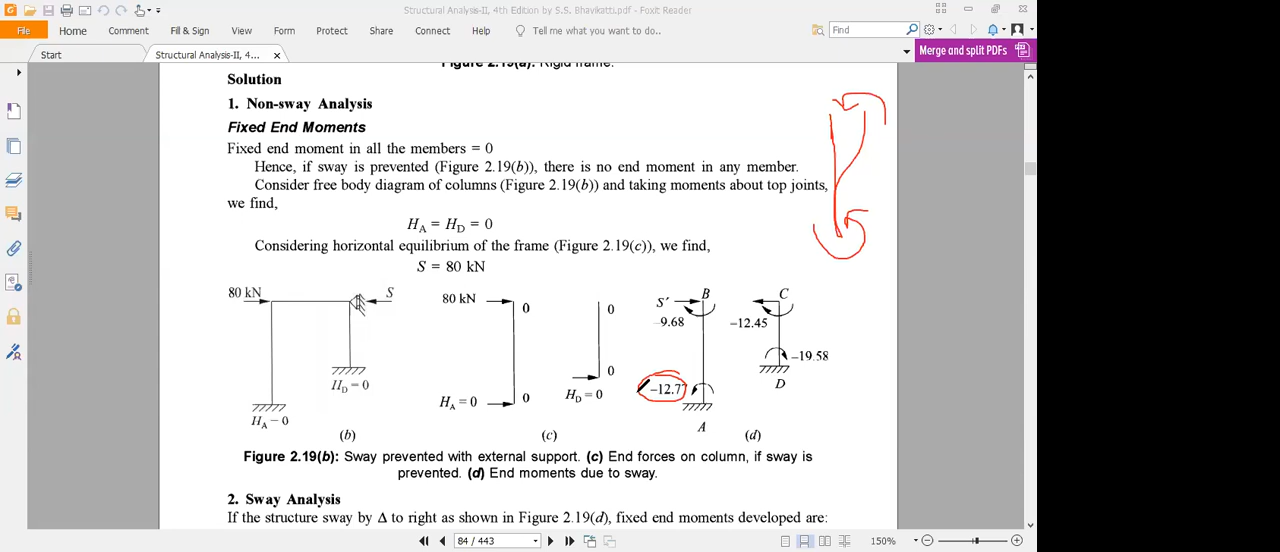 Structural Analysis-II, 4th Edition by S.S. Bhavikatti.pdf - Foxit Reader
File Home Comment Fill & Sign View Form Protect Share Connect Help Tell me what you want to do.. Find
Start Structural Analysis-II, 4... Merge and split PDFs
Figure 2.19(a): Rigid frame.
Solution
1. Non-sway Analysis
Fixed End Moments
Fixed end moment in all the members = 0
Hence, if sway is prevented (Figure 2.19(b)), there is no end moment in any member.
Consider free body diagram of columns (Figure 2.19(b)) and taking moments about top joints,
we find,
H_A = H_D = 0
Considering horizontal equilibrium of the frame (Figure 2.19(c)), we find,
S = 80 kN
80 kN S 80 kN 0 0 S′ B C
-9.68 -12.45
0 -19.58
H_D = 0 H_A = 0 0 H_D = 0 -12.77 D
H_A - 0 A
(b) (c) (d)
Figure 2.19(b): Sway prevented with external support. (c) End forces on column, if sway is
prevented. (d) End moments due to sway.
2. Sway Analysis
If the structure sway by Δ to right as shown in Figure 2.19(d), fixed end moments developed are:
84 / 443 150%